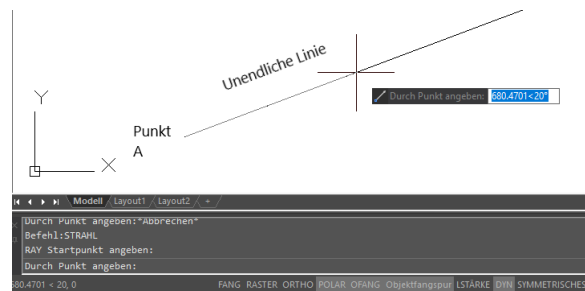 Unendliche Linie
Durch Punkt angeben: 680.4701<20°
Y
Punkt
A
X
Modell Layout1 Layout2 +
Durch Punkt angeben:"Abbrechen"
Befehl:STRAHL
RAY Startpunkt angeben:
Durch Punkt angeben:
680.4701 < 20, 0 FANG RASTER ORTHO POLAR OFANG Objektfangspur LSTÄRKE DYN SYMMETRISCHES